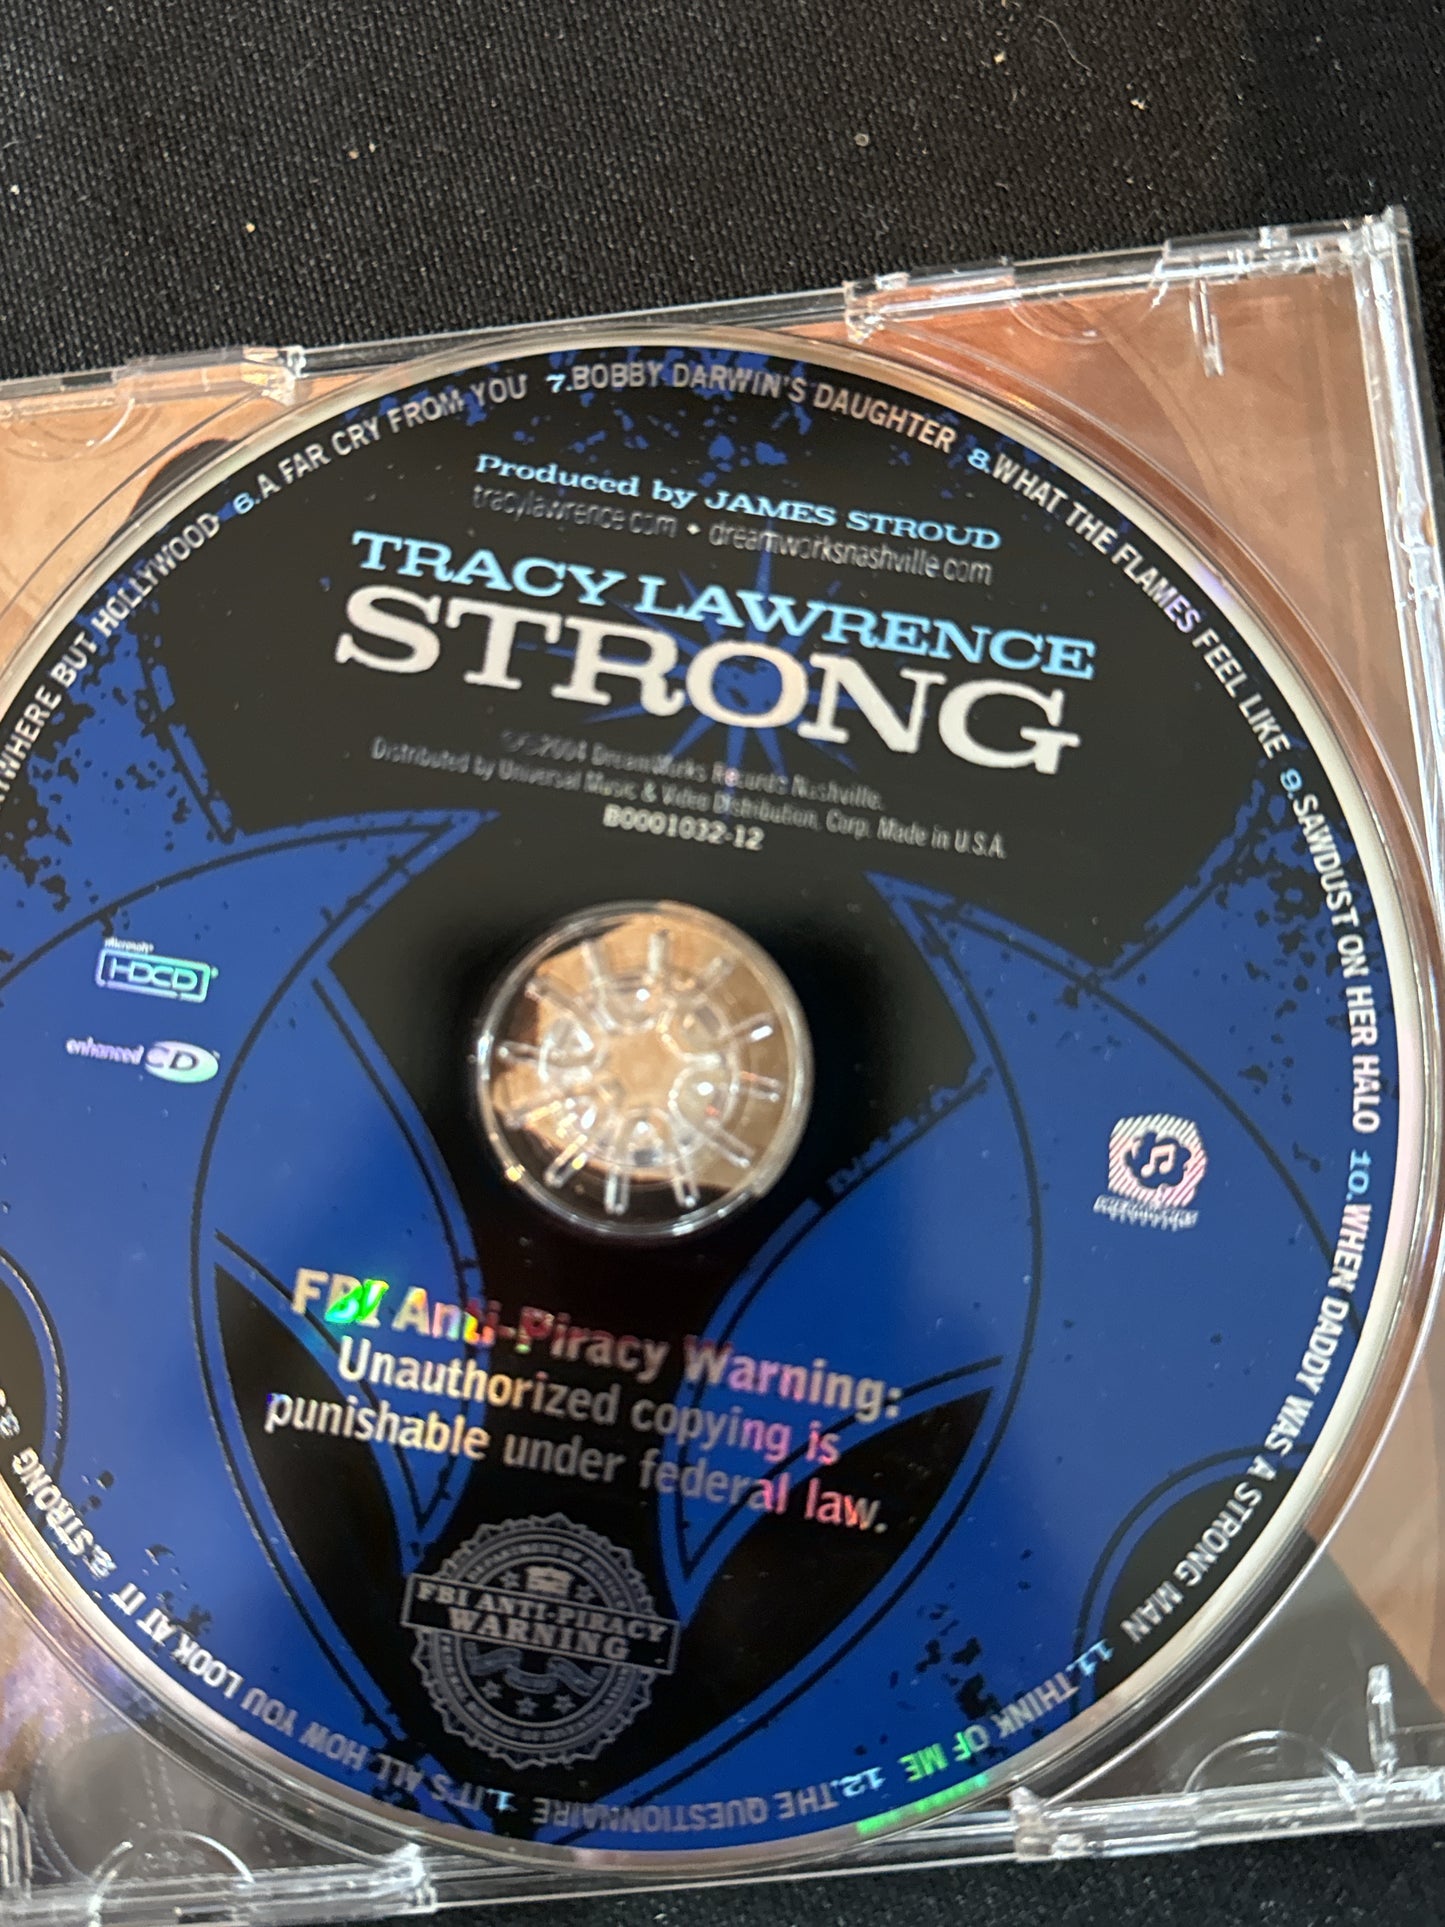 Produced by JAMES STROUD
tracylawrence.com • dreamworksnashville.com
TRACY LAWRENCE
STRONG
2004 DreamWorks Records Nashville.
Distributed by Universal Music & Video Distribution, Corp. Made in U.S.A.
B0001032-12
Microsoft
HDCD
enhanced CD
FBI Anti-Piracy Warning:
Unauthorized copying is
punishable under federal law.
FBI ANTI-PIRACY
WARNING
1.IT'S ALL HOW YOU LOOK AT IT 2.STRONG 3.
BUT HOLLYWOOD 6.A FAR CRY FROM YOU 7.BOBBY DARWIN'S DAUGHTER 8.WHAT THE FLAMES FEEL LIKE 9.SAWDUST ON HER HALO 10.WHEN DADDY WAS A STRONG MAN 11.THINK OF ME 12.THE QUESTIONNAIRE